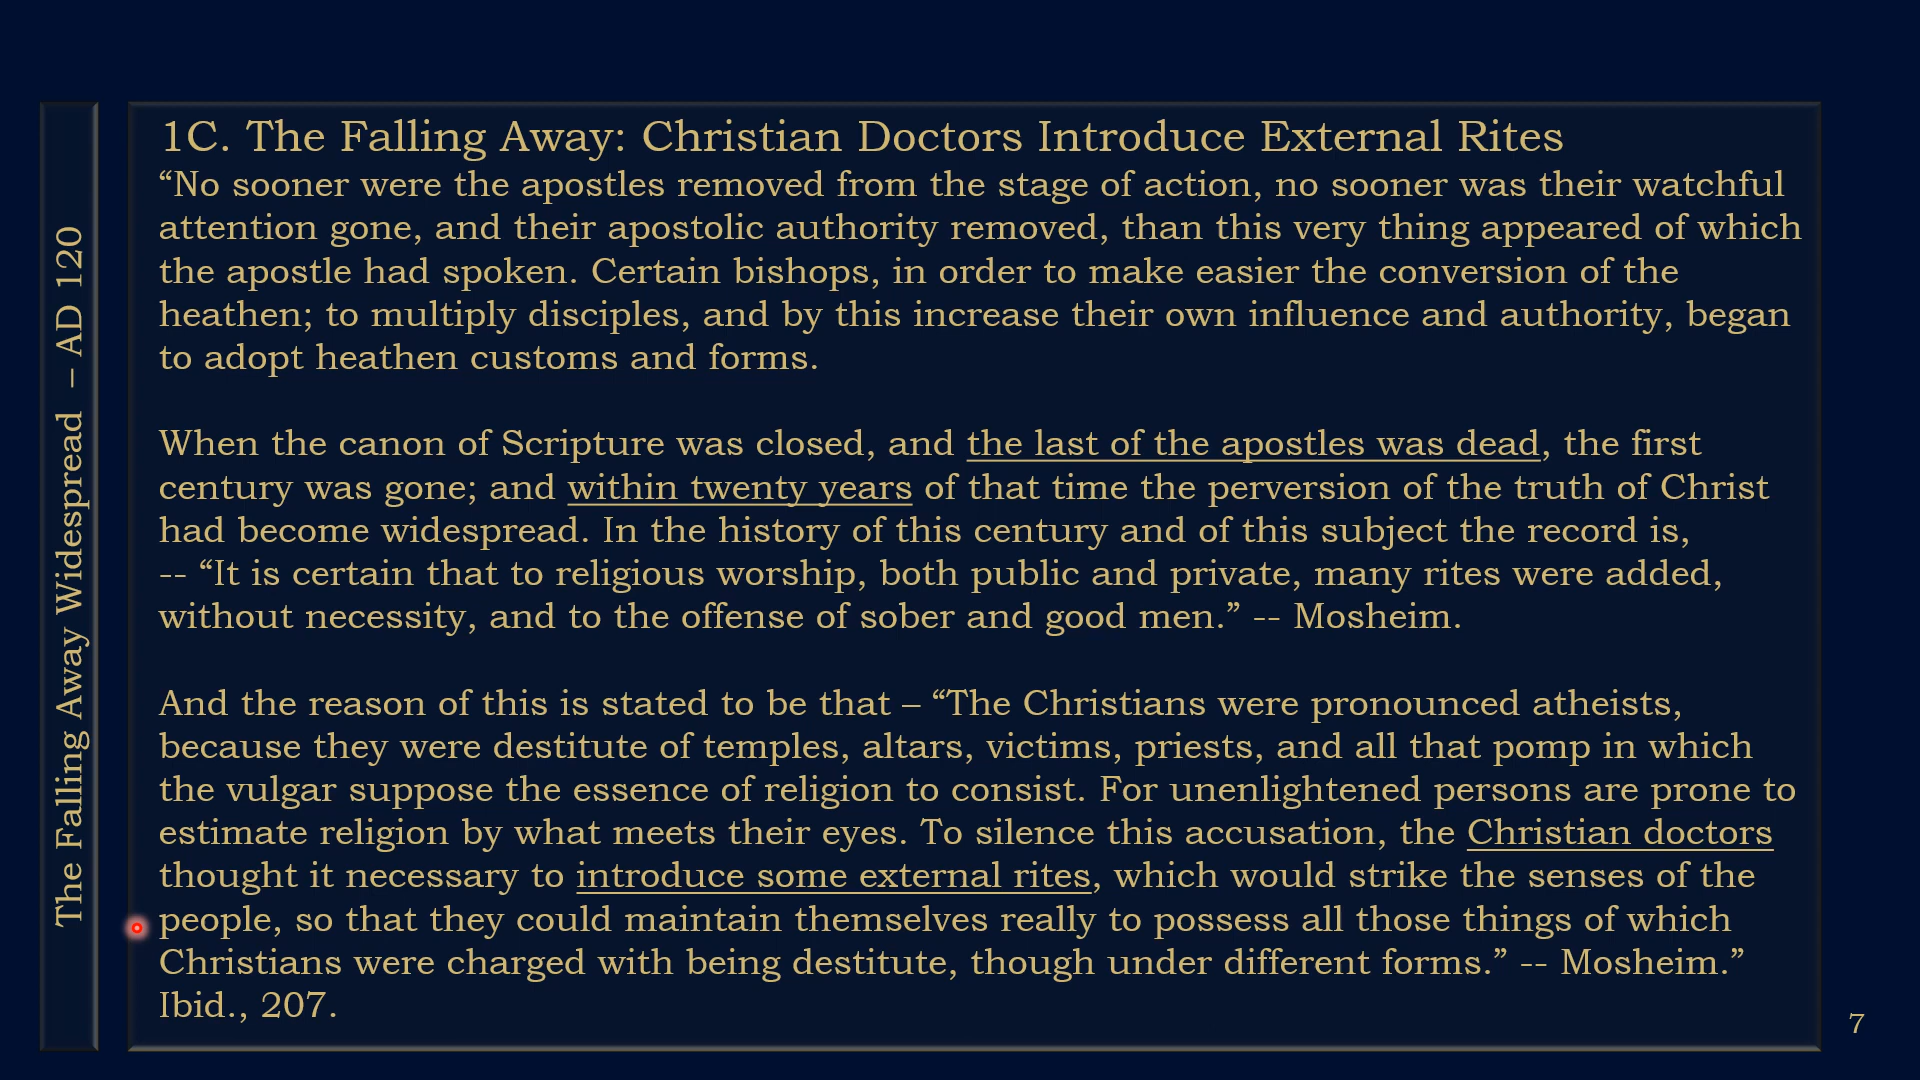 The Falling Away Widespread – AD 120
1C. The Falling Away: Christian Doctors Introduce External Rites
“No sooner were the apostles removed from the stage of action, no sooner was their watchful
attention gone, and their apostolic authority removed, than this very thing appeared of which
the apostle had spoken. Certain bishops, in order to make easier the conversion of the
heathen; to multiply disciples, and by this increase their own influence and authority, began
to adopt heathen customs and forms.
When the canon of Scripture was closed, and the last of the apostles was dead, the first
century was gone; and within twenty years of that time the perversion of the truth of Christ
had become widespread. In the history of this century and of this subject the record is,
-- “It is certain that to religious worship, both public and private, many rites were added,
without necessity, and to the offense of sober and good men.” -- Mosheim.
And the reason of this is stated to be that – “The Christians were pronounced atheists,
because they were destitute of temples, altars, victims, priests, and all that pomp in which
the vulgar suppose the essence of religion to consist. For unenlightened persons are prone to
estimate religion by what meets their eyes. To silence this accusation, the Christian doctors
thought it necessary to introduce some external rites, which would strike the senses of the
people, so that they could maintain themselves really to possess all those things of which
Christians were charged with being destitute, though under different forms.” -- Mosheim.”
Ibid., 207.
7